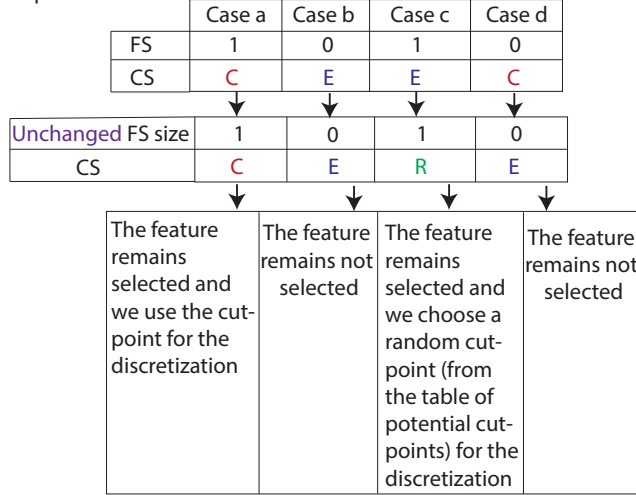 Case a Case b Case c Case d
FS 1 0 1 0
CS C E E C
Unchanged FS size 1 0 1 0
CS C E R E
The feature
remains
selected and
we use the cut-
point for the
discretization
The feature
remains not
selected
The feature
remains
selected and
we choose a
random cut-
point (from
the table of
potential cut-
points) for the
discretization
The feature
remains not
selected